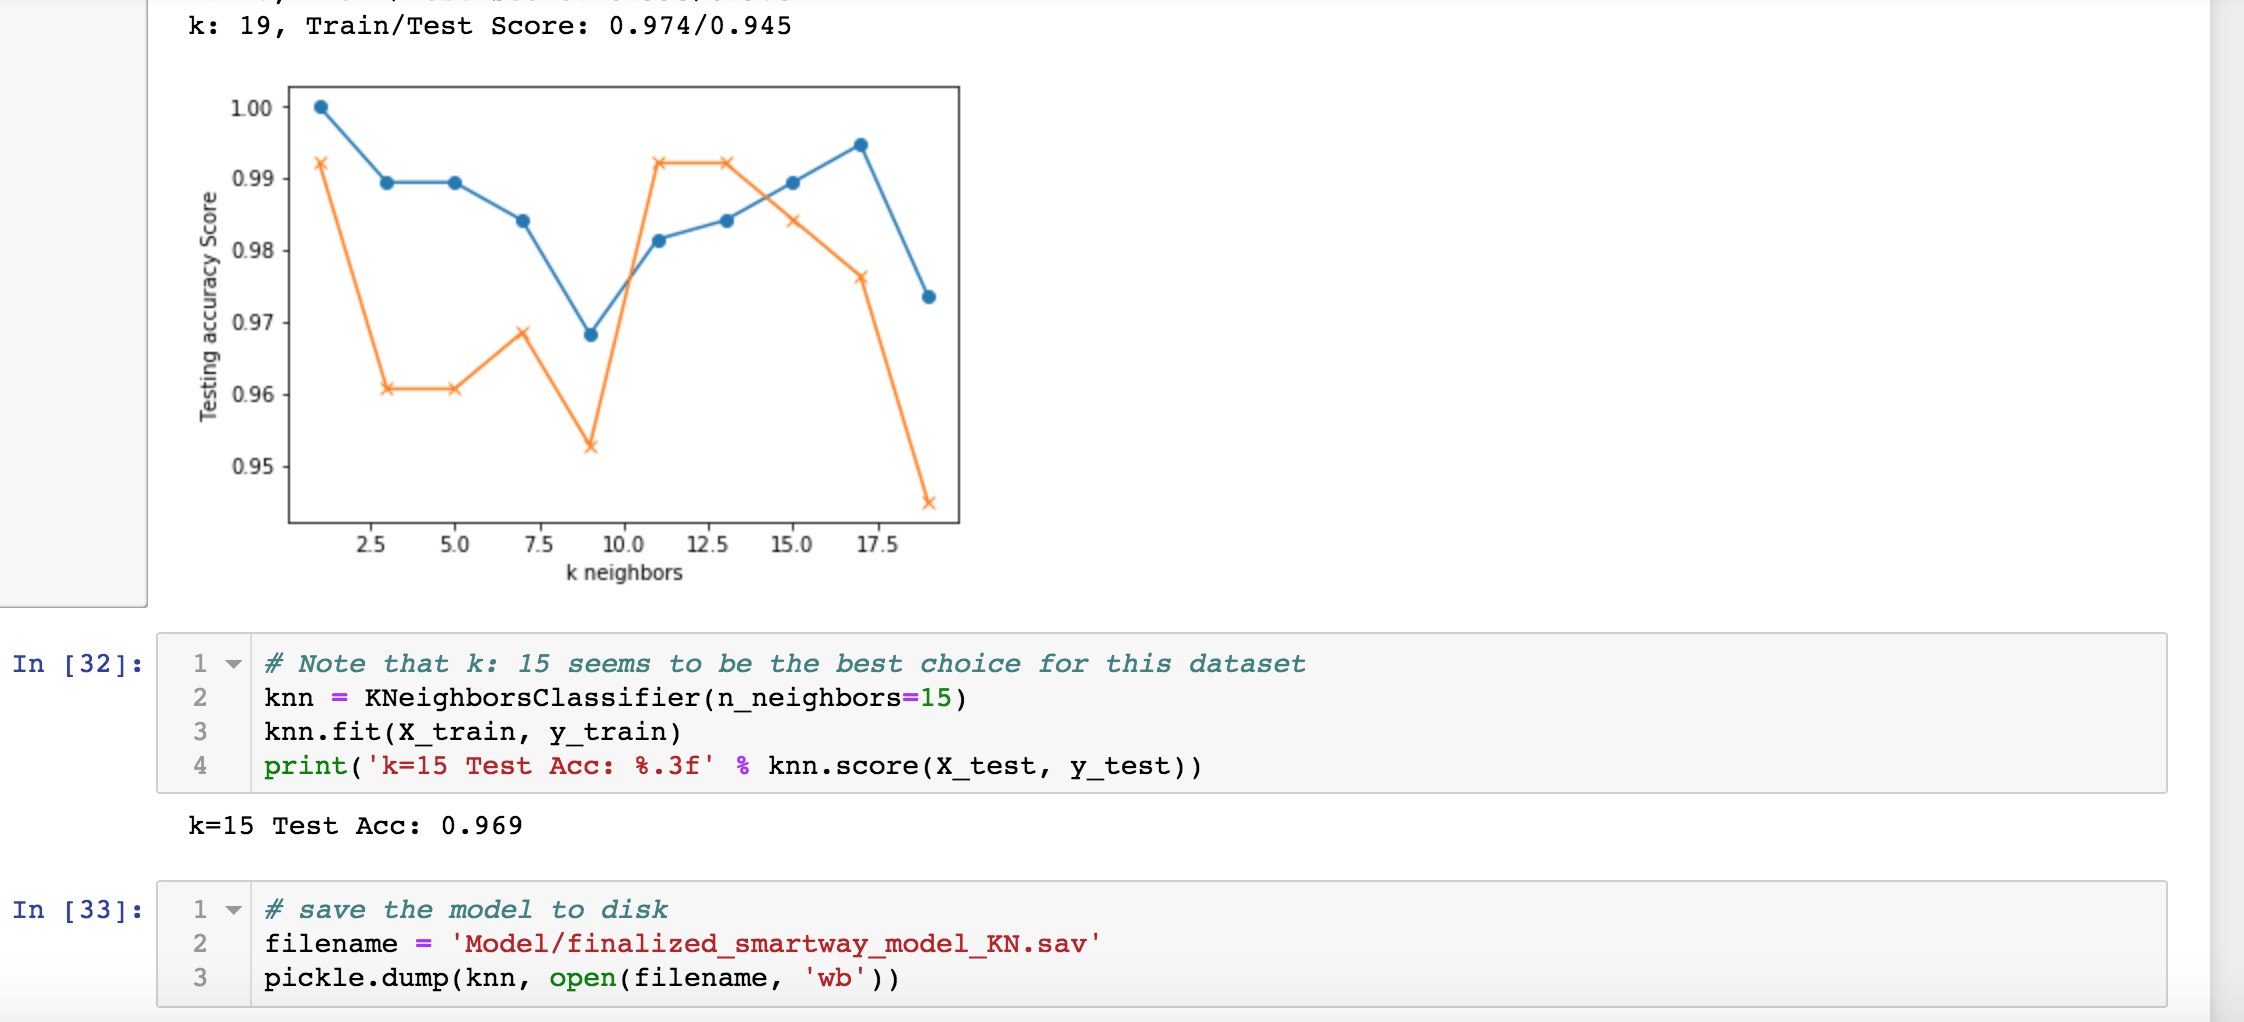 k: 19, Train/Test Score: 0.974/0.945
1.00
0.99
0.98
0.97
0.96
0.95
Testing accuracy Score
2.5 5.0 7.5 10.0 12.5 15.0 17.5
k neighbors
In [32]:
1 # Note that k: 15 seems to be the best choice for this dataset
2 knn = KNeighborsClassifier(n_neighbors=15)
3 knn.fit(X_train, y_train)
4 print('k=15 Test Acc: %.3f' % knn.score(X_test, y_test))
k=15 Test Acc: 0.969
In [33]:
1 # save the model to disk
2 filename = 'Model/finalized_smartway_model_KN.sav'
3 pickle.dump(knn, open(filename, 'wb'))